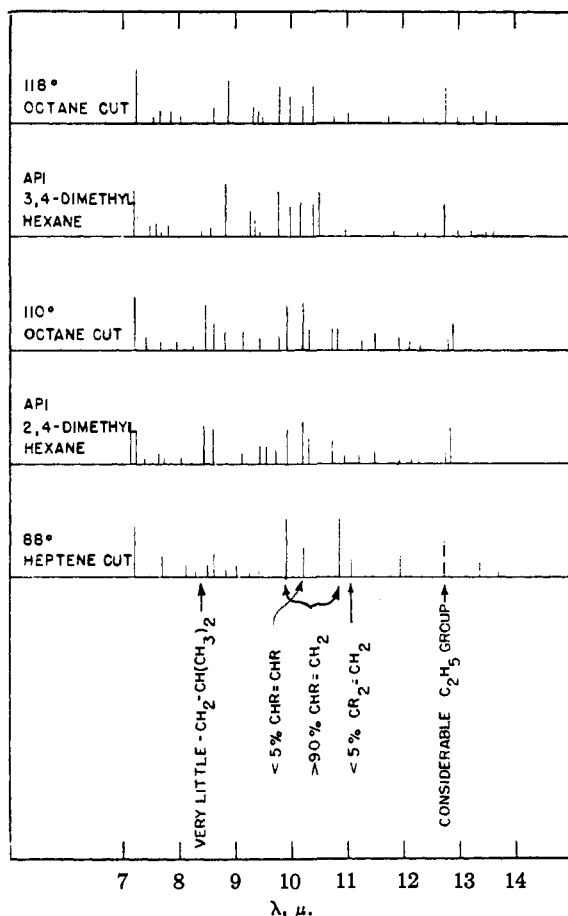 118°
OCTANE CUT
API
3,4-DIMETHYL
HEXANE
110°
OCTANE CUT
API
2,4-DIMETHYL
HEXANE
88°
HEPTENE CUT
VERY LITTLE -CH2-CH(CH3)2
<5% CHR=CHR
>90% CHR=CH2
<5% CR2=CH2
CONSIDERABLE C2H5 GROUP
7 8 9 10 11 12 13 14
λ, μ.